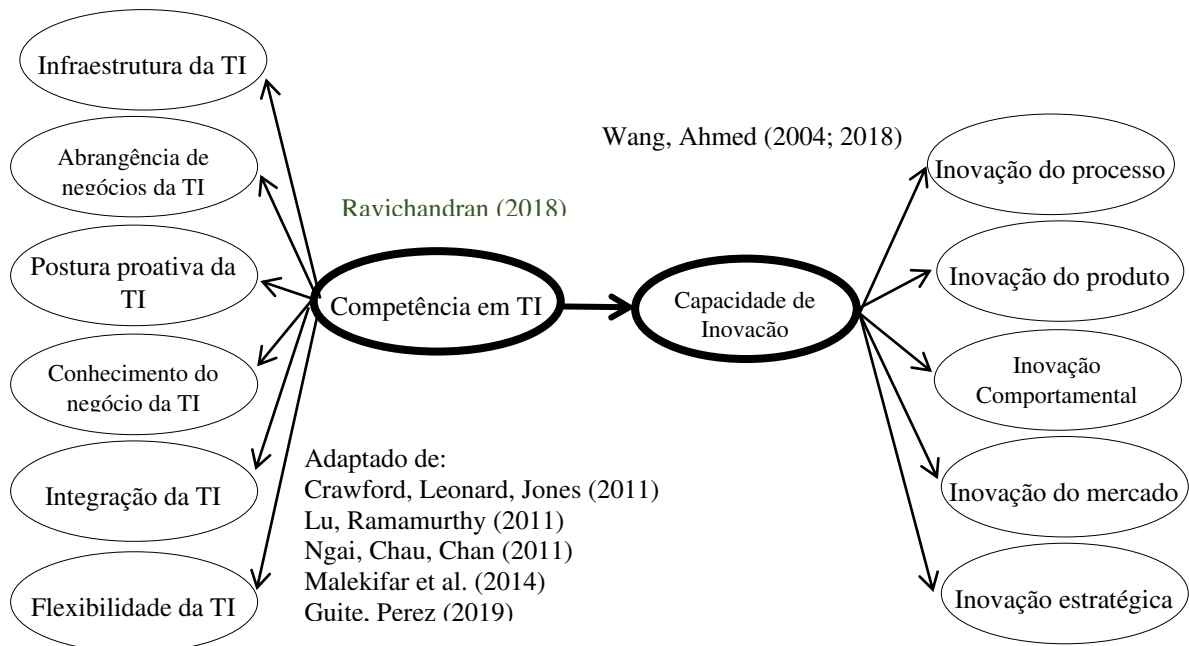 Infraestrutura da TI
Abrangência de
negócios da TI
Postura proativa da
TI
Conhecimento do
negócio da TI
Integração da TI
Flexibilidade da TI
Ravichandran (2018)
Competência em TI
Adaptado de:
Crawford, Leonard, Jones (2011)
Lu, Ramamurthy (2011)
Ngai, Chau, Chan (2011)
Malekifar et al. (2014)
Guite, Perez (2019)
Wang, Ahmed (2004; 2018)
Capacidade de
Inovação
Inovação do processo
Inovação do produto
Inovação
Comportamental
Inovação do mercado
Inovação estratégica